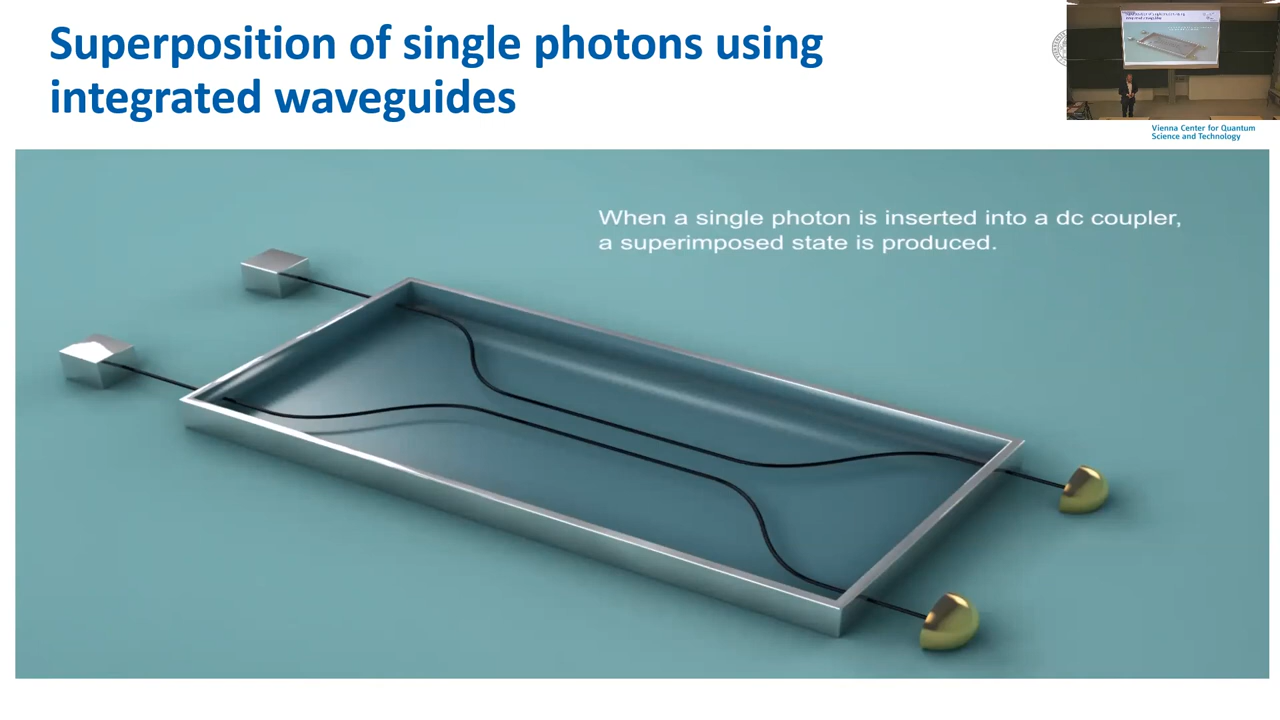 Superposition of single photons using
integrated waveguides
Vienna Center for Quantum
Science and Technology
When a single photon is inserted into a dc coupler,
a superimposed state is produced.